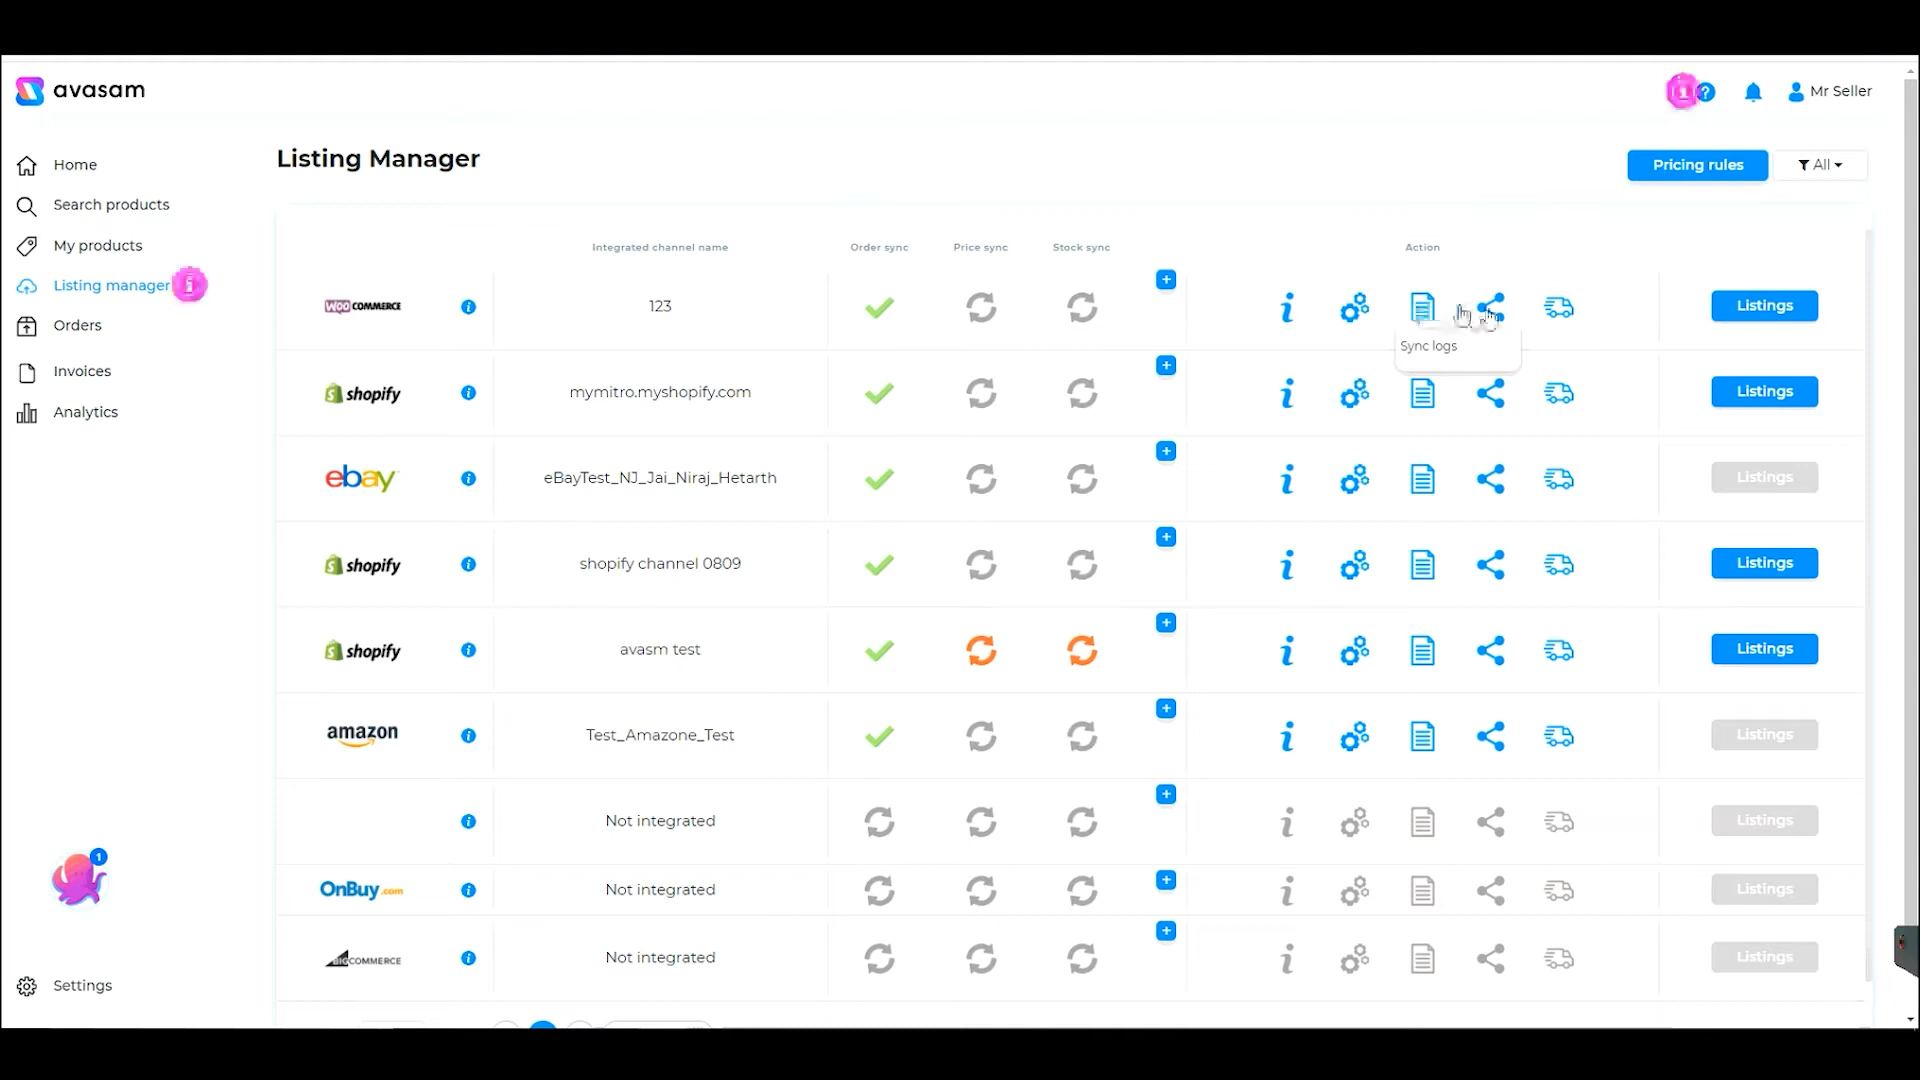 avasam
? Mr Seller
Home
Search products
My products
Listing manager
Orders
Invoices
Analytics
Settings
1
Listing Manager
Pricing rules
All
Integrated channel name Order sync Price sync Stock sync Action
WOO COMMERCE 123 Listings
Sync logs
shopify mymitro.myshopify.com Listings
ebay eBayTest_NJ_Jai_Niraj_Hetarth Listings
shopify shopify channel 0809 Listings
shopify avasm test Listings
amazon Test_Amazone_Test Listings
Not integrated Listings
OnBuy.com Not integrated Listings
BIGCOMMERCE Not integrated Listings